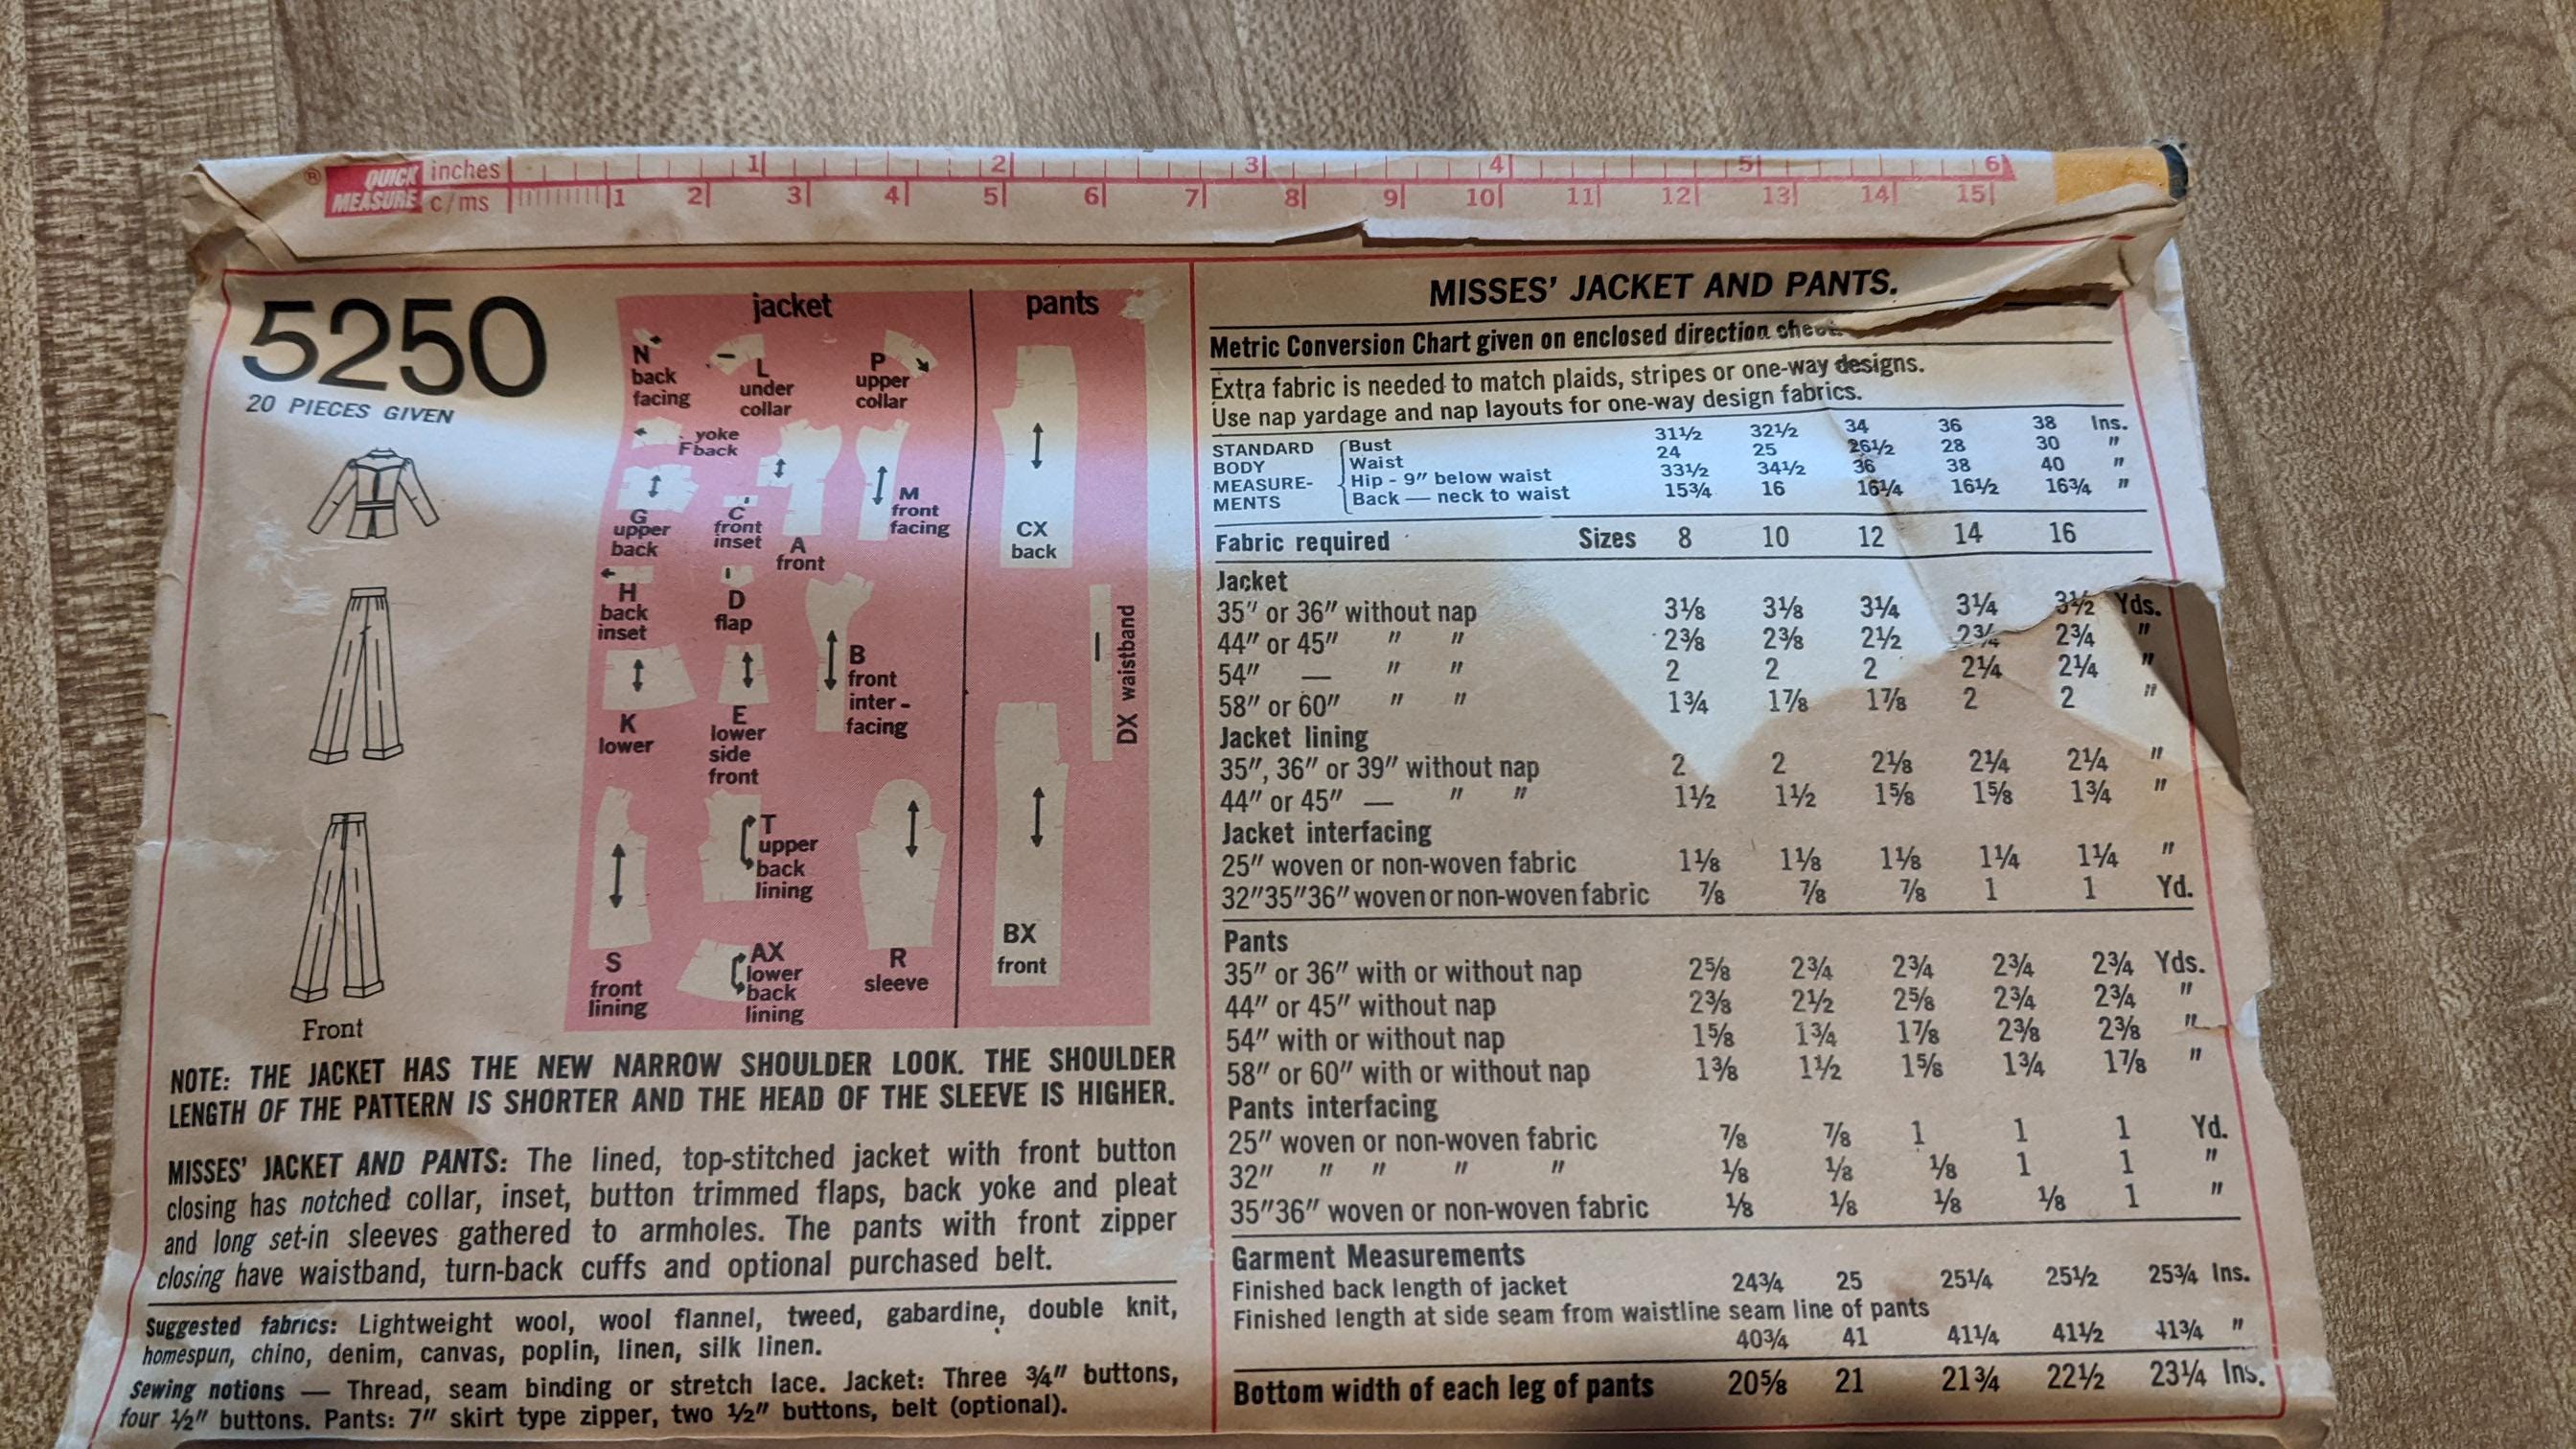 ® QUICK MEASURE inches 1 2 3 4 5 6
c/ms 1 2 3 4 5 6 7 8 9 10 11 12 13 14 15
5250
20 PIECES GIVEN
Front
jacket
pants
N back facing
L under collar
P upper collar
yoke F back
G upper back
C front inset
A front
M front facing
CX back
H back inset
D flap
B front inter-facing
DX waistband
K lower
E lower side front
T upper back lining
S front lining
AX lower back lining
R sleeve
BX front
NOTE: THE JACKET HAS THE NEW NARROW SHOULDER LOOK. THE SHOULDER
LENGTH OF THE PATTERN IS SHORTER AND THE HEAD OF THE SLEEVE IS HIGHER.
MISSES' JACKET AND PANTS: The lined, top-stitched jacket with front button
closing has notched collar, inset, button trimmed flaps, back yoke and pleat
and long set-in sleeves gathered to armholes. The pants with front zipper
closing have waistband, turn-back cuffs and optional purchased belt.
Suggested fabrics: Lightweight wool, wool flannel, tweed, gabardine, double knit,
homespun, chino, denim, canvas, poplin, linen, silk linen.
Sewing notions — Thread, seam binding or stretch lace. Jacket: Three ¾" buttons,
four ½" buttons. Pants: 7" skirt type zipper, two ½" buttons, belt (optional).
MISSES' JACKET AND PANTS.
Metric Conversion Chart given on enclosed direction
Extra fabric is needed to match plaids, stripes or one-way designs.
Use nap yardage and nap layouts for one-way design fabrics.
STANDARD BODY MEASURE-MENTS
Bust 31½ 32½ 34 36 38 Ins.
Waist 24 25 26½ 28 30 "
Hip - 9" below waist 33½ 34½ 36 38 40 "
Back — neck to waist 15¾ 16 16¼ 16½ 16¾ "
Fabric required Sizes 8 10 12 14 16
Jacket
35" or 36" without nap 3⅛ 3⅛ 3¼ 3¼ 3½ Yds.
44" or 45" " " 2⅜ 2⅜ 2½ 2¾ 2¾ "
54" — " " 2 2 2 2¼ 2¼ "
58" or 60" " " 1¾ 1⅞ 1⅞ 2 2 "
Jacket lining
35", 36" or 39" without nap 2 2 2⅛ 2¼ 2¼ "
44" or 45" — " " 1½ 1½ 1⅝ 1⅝ 1¾ "
Jacket interfacing
25" woven or non-woven fabric 1⅛ 1⅛ 1⅛ 1¼ 1¼ "
32"35"36" woven or non-woven fabric ⅞ ⅞ ⅞ 1 1 Yd.
Pants
35" or 36" with or without nap 2⅝ 2¾ 2¾ 2¾ 2¾ Yds.
44" or 45" without nap 2⅜ 2½ 2⅝ 2¾ 2¾ "
54" with or without nap 1⅝ 1¾ 1⅞ 2⅜ 2⅜ "
58" or 60" with or without nap 1⅜ 1½ 1⅝ 1¾ 1⅞ "
Pants interfacing
25" woven or non-woven fabric ⅞ ⅞ 1 1 1 Yd.
32" " " " " ⅛ ⅛ ⅛ 1 1 "
35"36" woven or non-woven fabric ⅛ ⅛ ⅛ ⅛ 1 "
Garment Measurements
Finished back length of jacket 24¾ 25 25¼ 25½ 25¾ Ins.
Finished length at side seam from waistline seam line of pants
40¾ 41 41¼ 41½ 41¾ "
Bottom width of each leg of pants 20⅝ 21 21¾ 22½ 23¼ Ins.